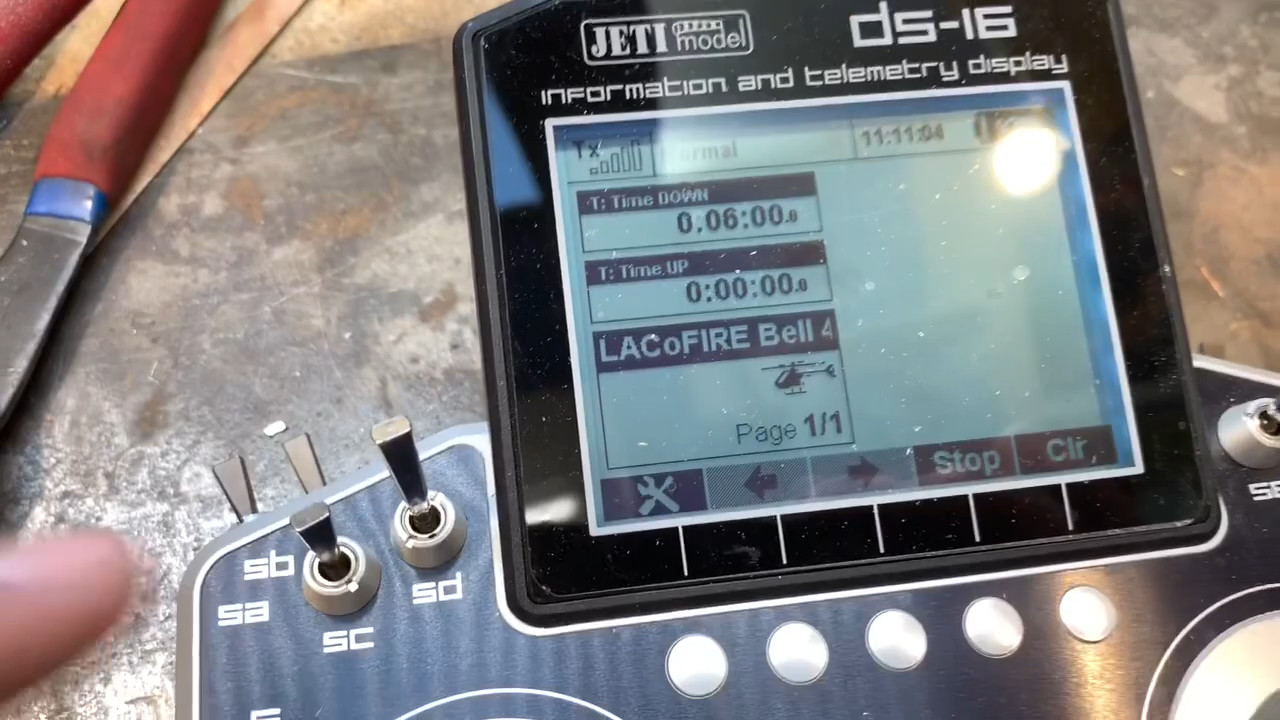 JETI model
ds-16
information and telemetry display
Tx
ormal
11:11:04
T: Time DOWN
0:06:00.0
T: Time UP
0:00:00.0
LACoFIRE Bell 4
Page 1/1
Stop
Clr
sb
sa
sd
sc